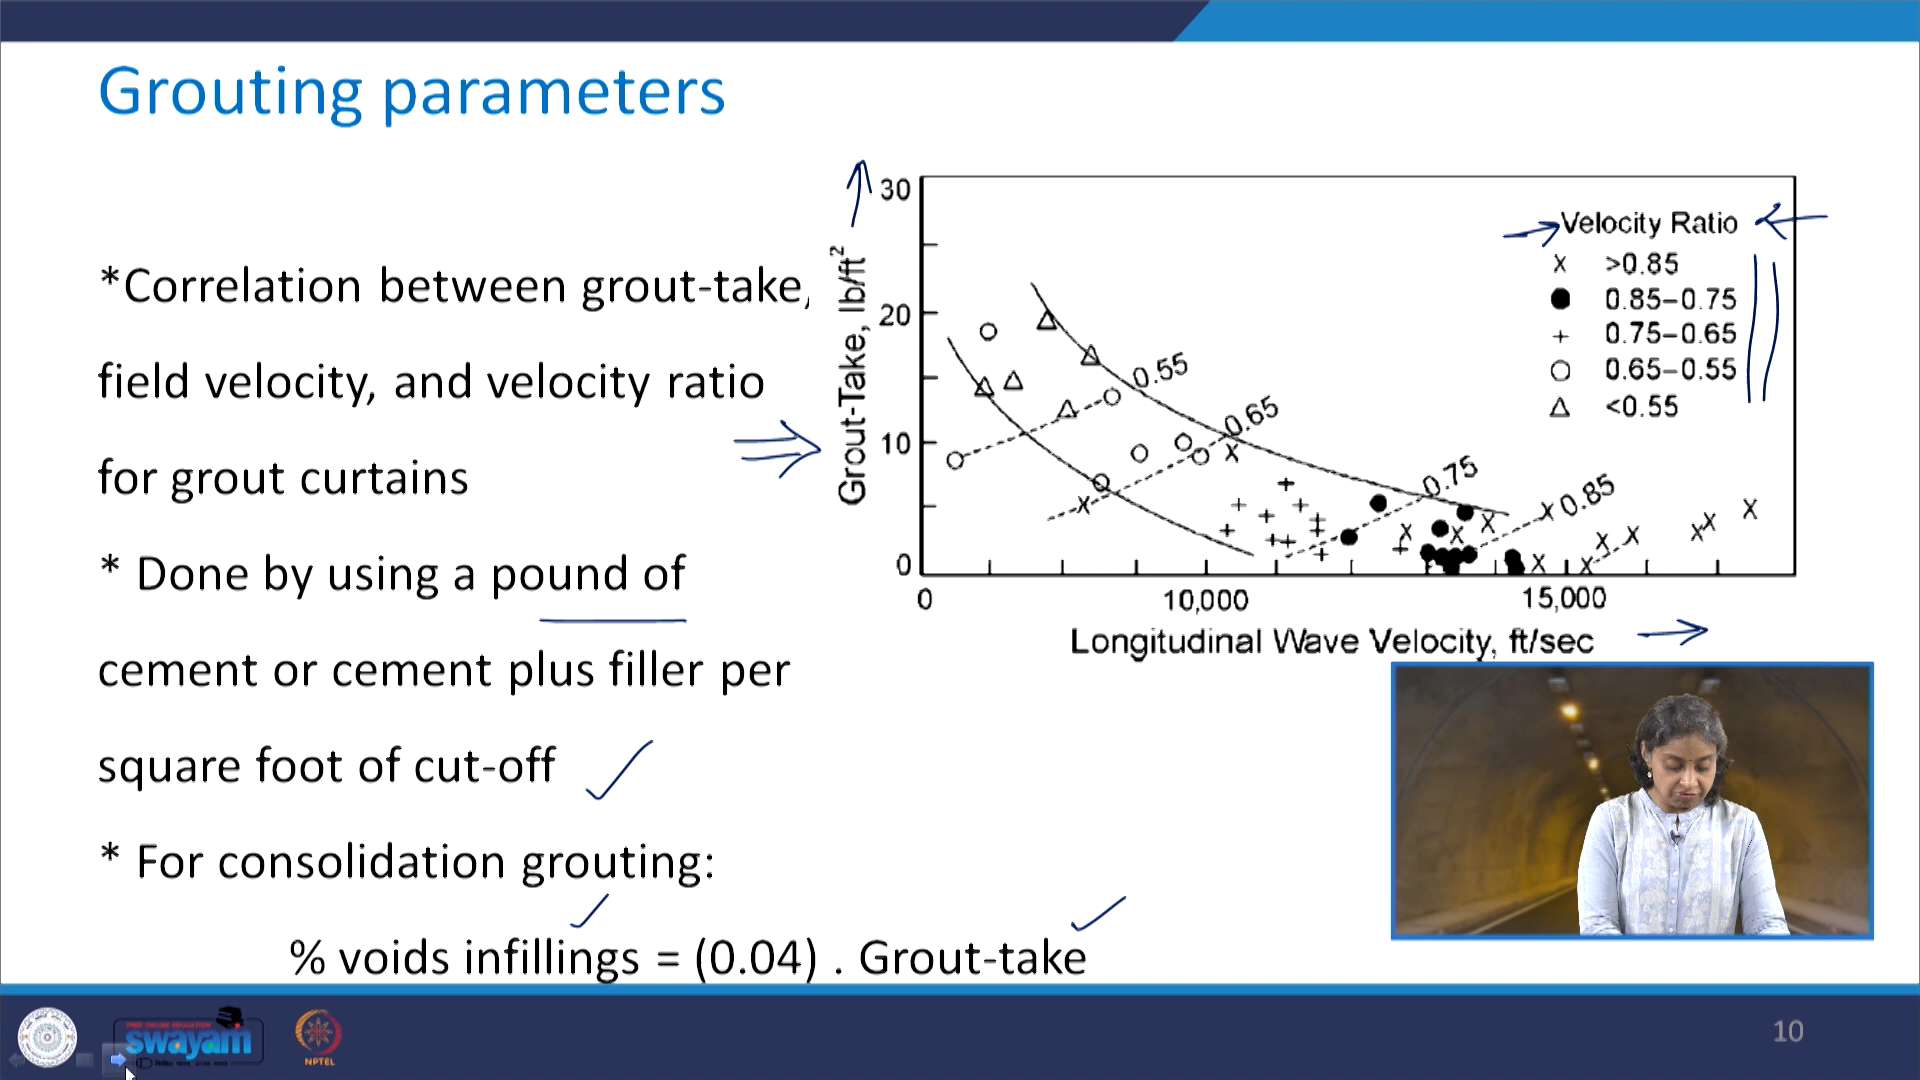 Grouting parameters
*Correlation between grout-take,
field velocity, and velocity ratio
for grout curtains
* Done by using a pound of
cement or cement plus filler per
square foot of cut-off
* For consolidation grouting:
% voids infillings = (0.04) . Grout-take
Grout-Take, lb/ft²
30
20
10
0
Velocity Ratio
x >0.85
● 0.85–0.75
+ 0.75–0.65
○ 0.65–0.55
△ <0.55
0.55
0.65
0.75
0.85
0 10,000 15,000
Longitudinal Wave Velocity, ft/sec
FREE ONLINE EDUCATION
swayam
NPTEL
10